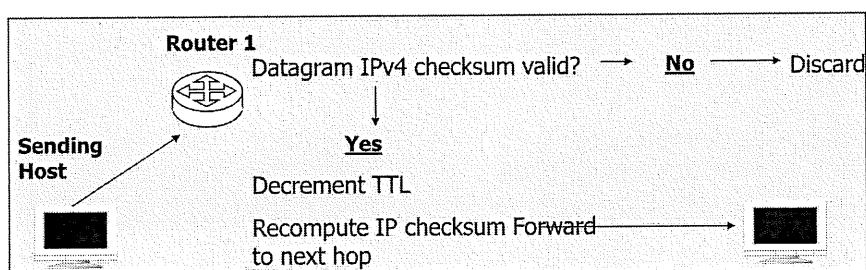 Router 1
Datagram IPv4 checksum valid? → No → Discard
Yes
Sending
Host
Decrement TTL
Recompute IP checksum Forward
to next hop